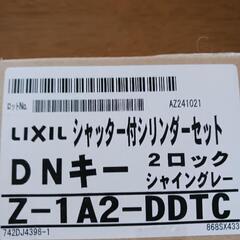 ロットNo.
AZ241021
LIXIL シャッター付シリンダーセット
DNキー 2ロック
シャイングレー
Z-1A2-DDTC
742DJ4398-1 868SX433